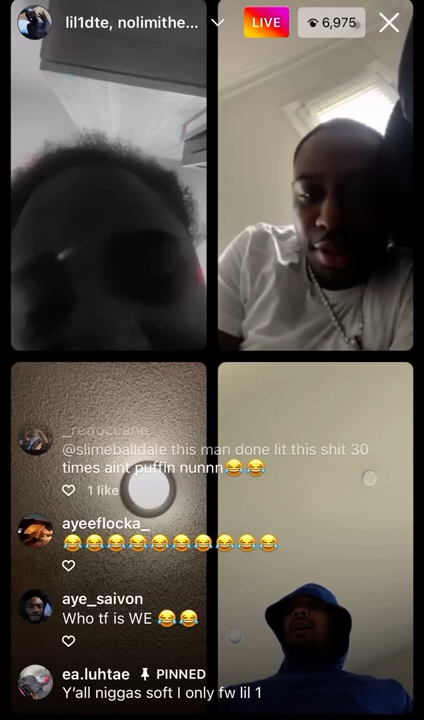 lil1dte, nolimithe...
LIVE
6,975
@slimeballdale this man done lit this shit 30
times aint puffin nunnn😂😂
1 like
ayeeflocka_
😂😂😂😂😂😂😂😂😂😂
aye_saivon
Who tf is WE 😂😂
ea.luhtae 📌 PINNED
Y'all niggas soft I only fw lil 1